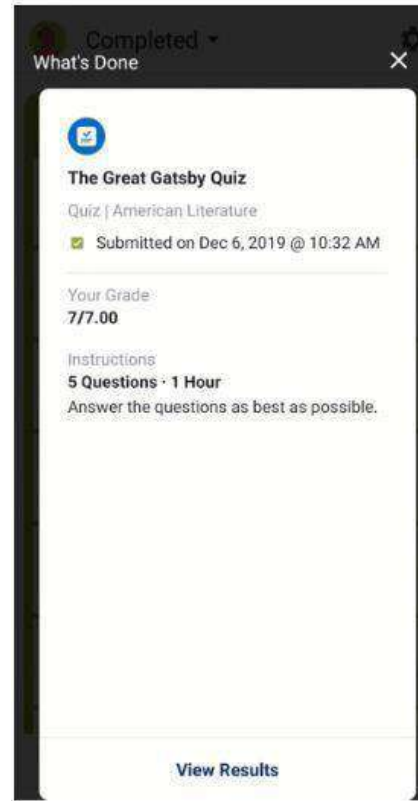 Completed
What's Done
The Great Gatsby Quiz
Quiz | American Literature
Submitted on Dec 6, 2019 @ 10:32 AM
Your Grade
7/7.00
Instructions
5 Questions · 1 Hour
Answer the questions as best as possible.
View Results